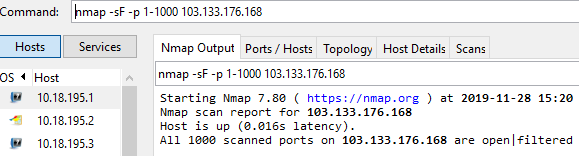 Command: nmap -sF -p 1-1000 103.133.176.168
Hosts Services
Nmap Output Ports / Hosts Topology Host Details Scans
OS Host
nmap -sF -p 1-1000 103.133.176.168
10.18.195.1
10.18.195.2
10.18.195.3
Starting Nmap 7.80 ( https://nmap.org ) at 2019-11-28 15:20
Nmap scan report for 103.133.176.168
Host is up (0.016s latency).
All 1000 scanned ports on 103.133.176.168 are open|filtered